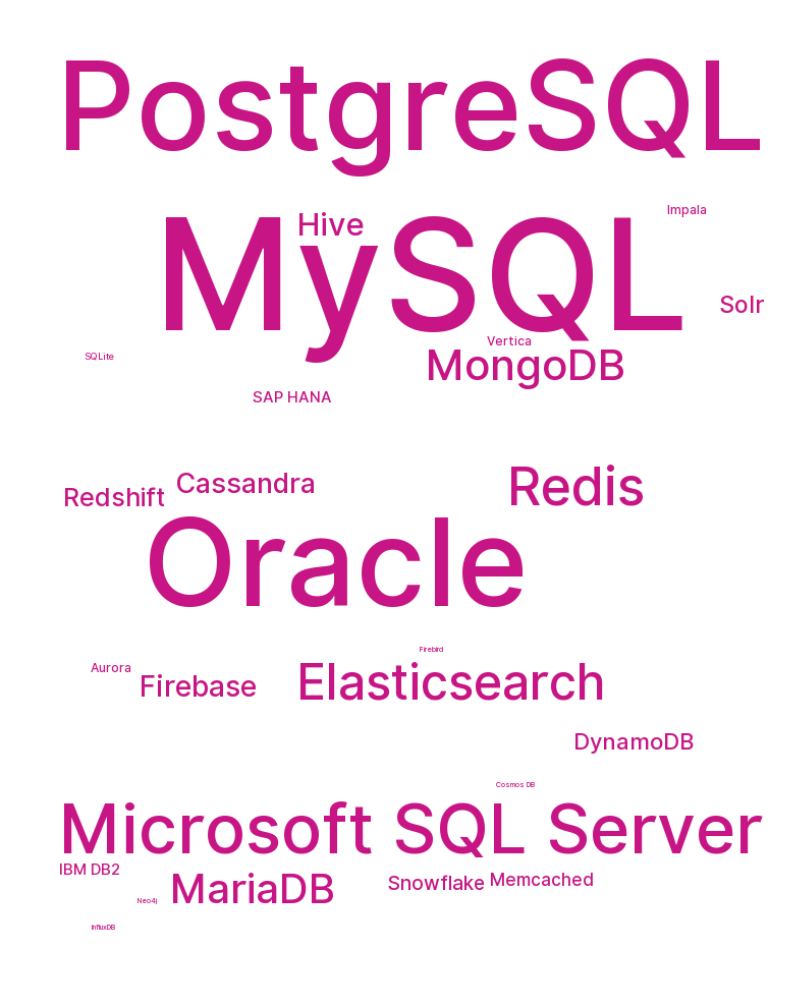 PostgreSQL
Impala
Hive
MySQL
Solr
Vertica
SQLite
MongoDB
SAP HANA
Cassandra
Redis
Redshift
Oracle
Firebird
Aurora
Elasticsearch
Firebase
DynamoDB
Cosmos DB
Microsoft SQL Server
IBM DB2
Memcached
Snowflake
MariaDB
Neo4j
InfluxDB